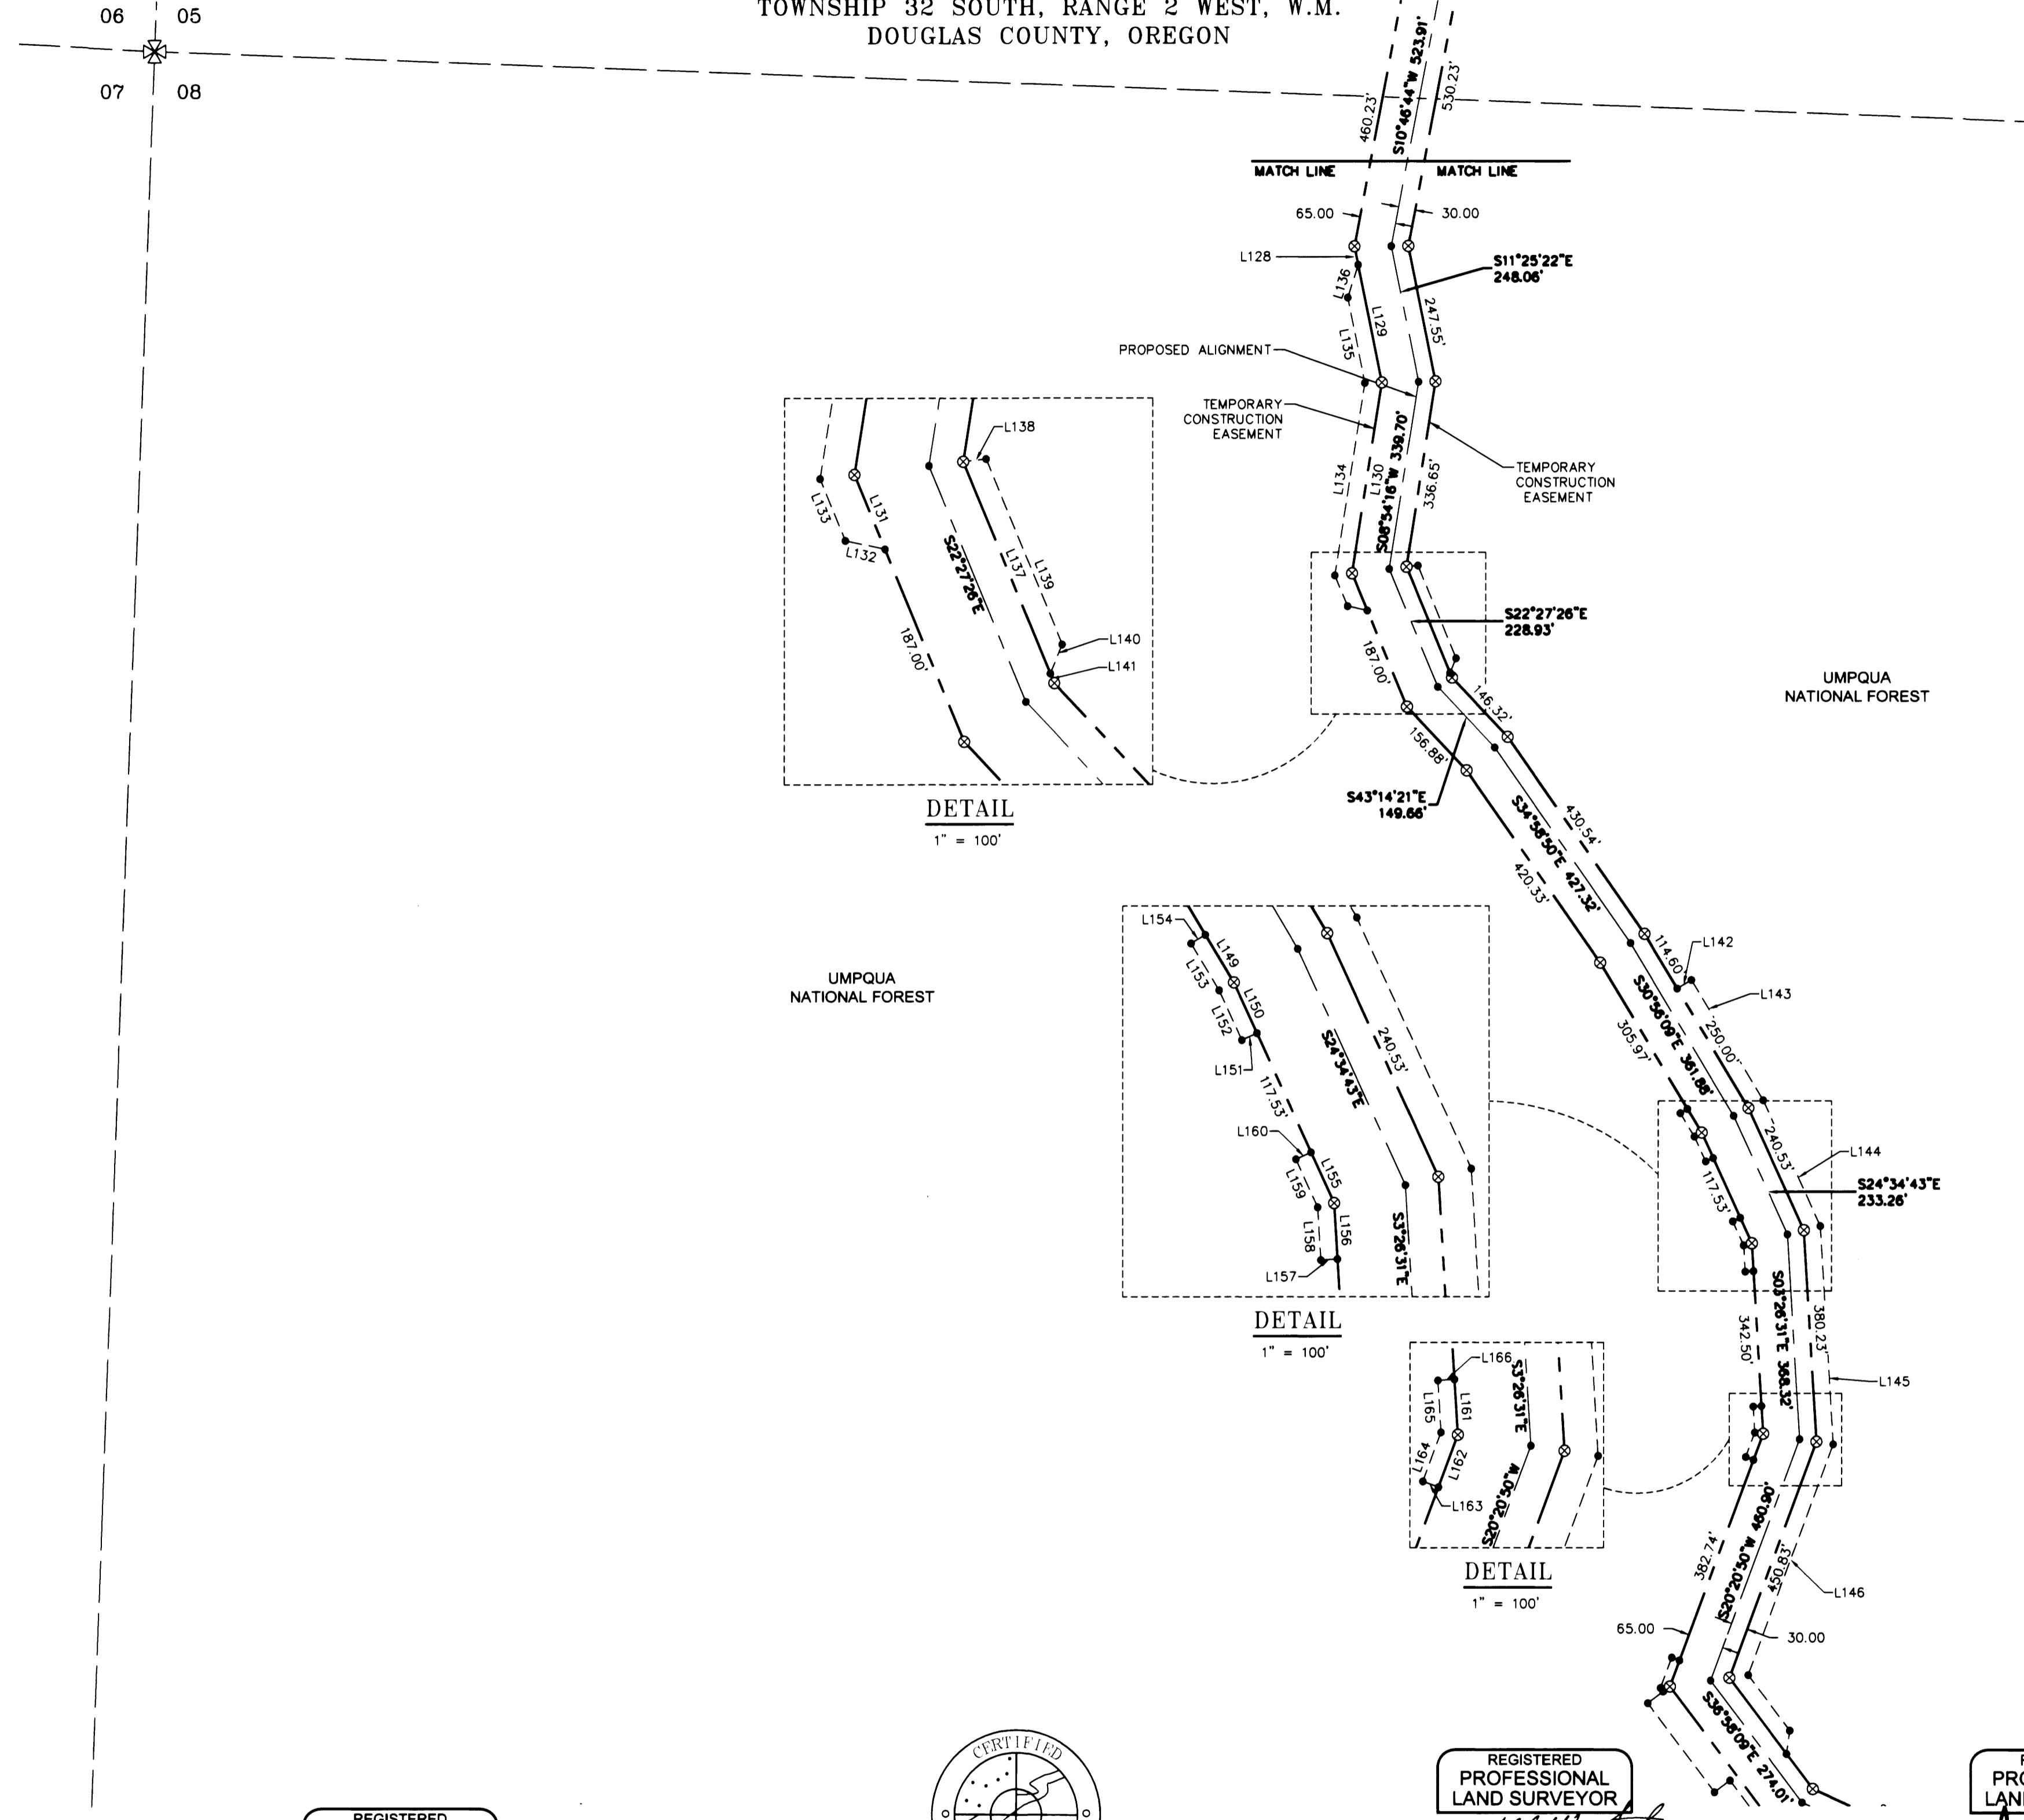 TOWNSHIP 32 SOUTH, RANGE 2 WEST, W.M.
DOUGLAS COUNTY, OREGON
06 05
07 08
S10°46'44"W 523.91'
460.23'
530.23'
MATCH LINE MATCH LINE
65.00
30.00
L128
L136
S11°25'22"E
248.06'
L129
L135
247.55'
PROPOSED ALIGNMENT
TEMPORARY
CONSTRUCTION
EASEMENT
L134
L130
S08°54'16"W 339.70'
336.65'
TEMPORARY
CONSTRUCTION
EASEMENT
S22°27'26"E
228.93'
187.00'
146.32'
156.88'
S43°14'21"E
149.66'
L138
L133
L131
L132
S22°27'26"E
L137
L139
187.00'
L140
L141
DETAIL
1" = 100'
UMPQUA
NATIONAL FOREST
S34°58'50"E 427.32'
430.54'
420.33'
114.60'
L142
L143
S30°56'09"E 361.88'
250.00'
305.97'
UMPQUA
NATIONAL FOREST
L154
L149
L153
L150
L152
L151
S24°34'43"E
240.53'
117.53'
L160
L155
L159
L158
L156
L157
S3°26'31"E
DETAIL
1" = 100'
240.53'
L144
S24°34'43"E
233.26'
117.53'
S03°26'31"E 368.32'
380.23'
342.50'
L145
L166
L165
L161
S3°26'31"E
L164
L162
L163
S20°20'50"W
DETAIL
1" = 100'
382.74'
S20°20'50"W 460.90'
450.83'
L146
65.00
30.00
S36°58'09"E 274.01'
CERTIFIED
REGISTERED
PROFESSIONAL
LAND SURVEYOR
REGISTERED